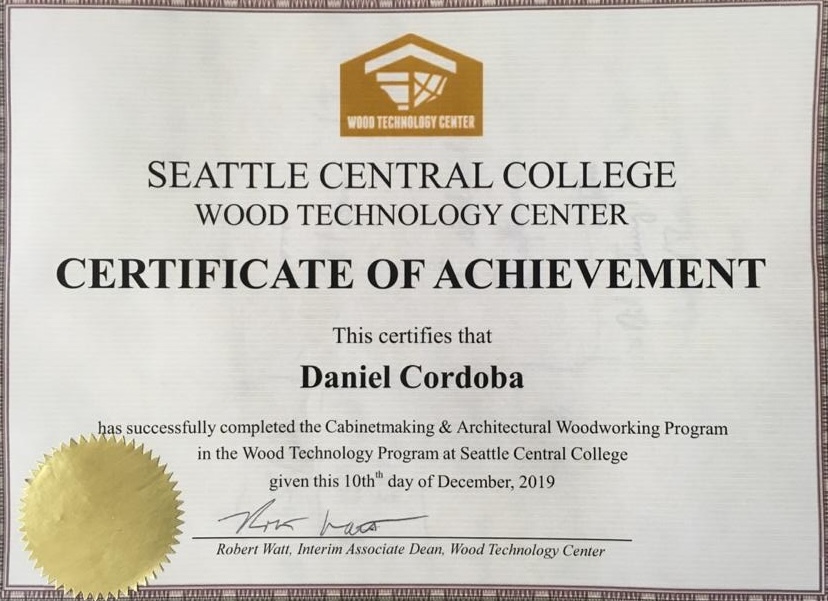 WOOD TECHNOLOGY CENTER
SEATTLE CENTRAL COLLEGE
WOOD TECHNOLOGY CENTER
CERTIFICATE OF ACHIEVEMENT
This certifies that
Daniel Cordoba
has successfully completed the Cabinetmaking & Architectural Woodworking Program
in the Wood Technology Program at Seattle Central College
given this 10thth day of December, 2019
Robert Watt, Interim Associate Dean, Wood Technology Center